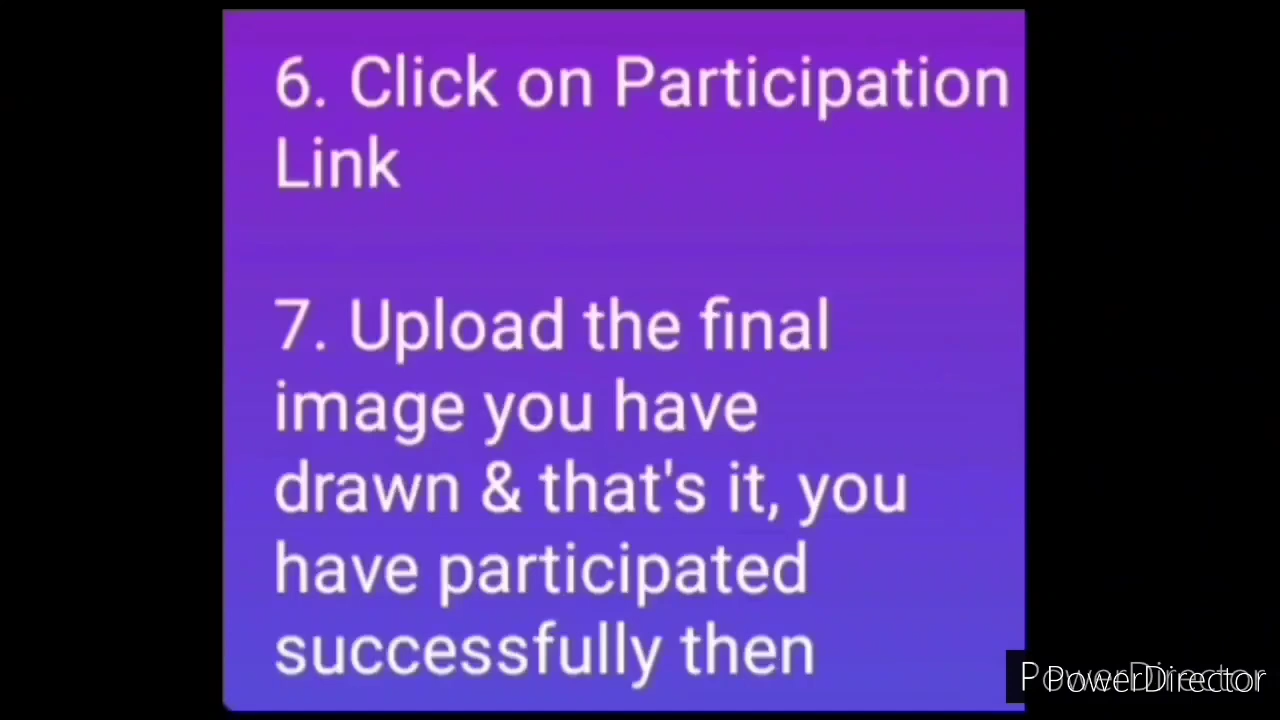 6. Click on Participation
Link
7. Upload the final
image you have
drawn & that's it, you
have participated
successfully then
PowerDirector
PowerDirector